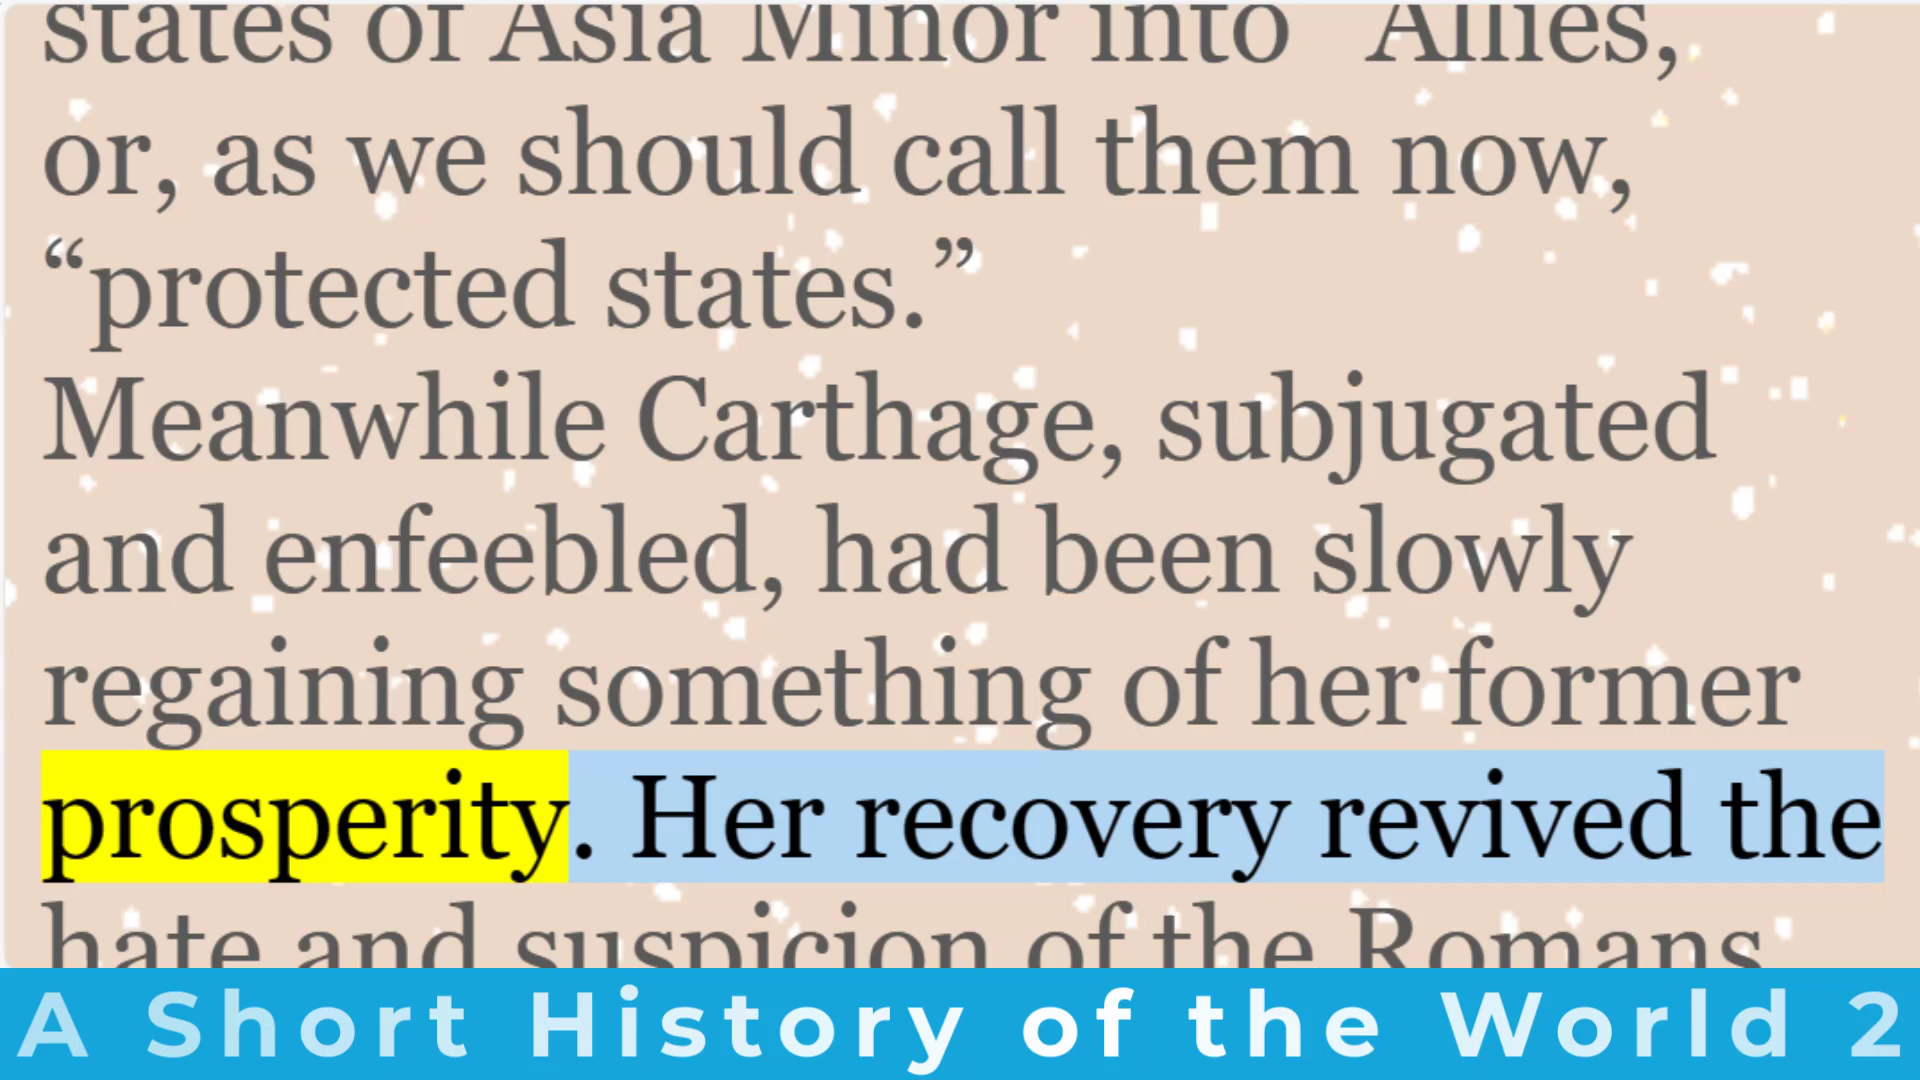 states of Asia Minor into “Allies,
or, as we should call them now,
“protected states.”
Meanwhile Carthage, subjugated
and enfeebled, had been slowly
regaining something of her former
prosperity. Her recovery revived the
hate and suspicion of the Romans
A Short History of the World 2